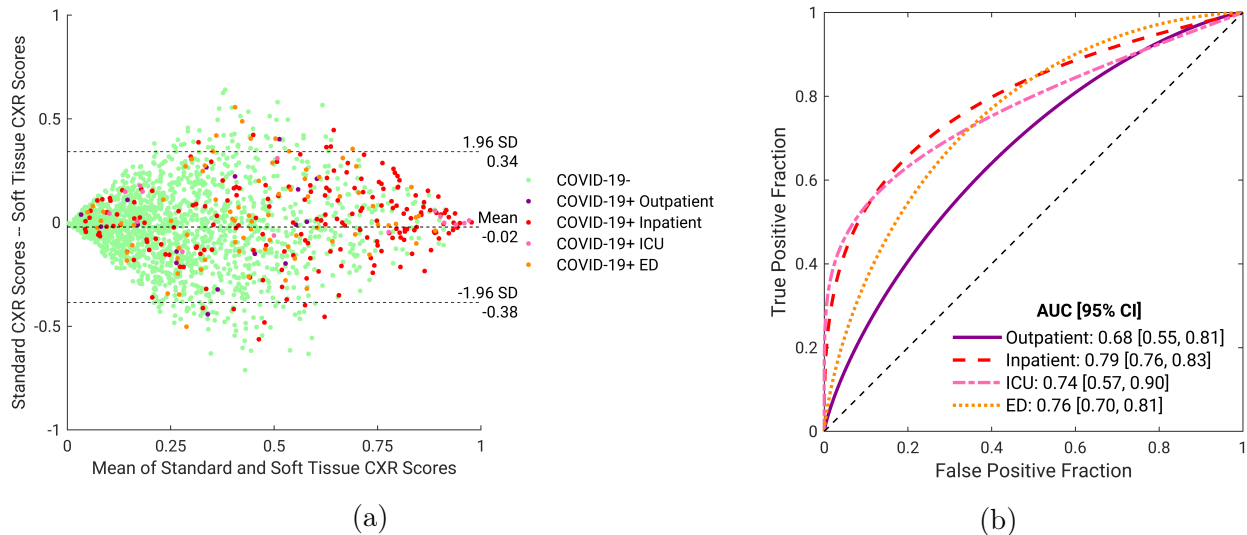 Standard CXR Scores -- Soft Tissue CXR Scores
1
0.5
0
-0.5
-1
1.96 SD
0.34
Mean
-0.02
-1.96 SD
-0.38
0
0.25
0.5
0.75
1
Mean of Standard and Soft Tissue CXR Scores
COVID-19-
COVID-19+ Outpatient
COVID-19+ Inpatient
COVID-19+ ICU
COVID-19+ ED
(a)
True Positive Fraction
1
0.8
0.6
0.4
0.2
0
AUC [95% CI]
Outpatient: 0.68 [0.55, 0.81]
Inpatient: 0.79 [0.76, 0.83]
ICU: 0.74 [0.57, 0.90]
ED: 0.76 [0.70, 0.81]
0
0.2
0.4
0.6
0.8
1
False Positive Fraction
(b)